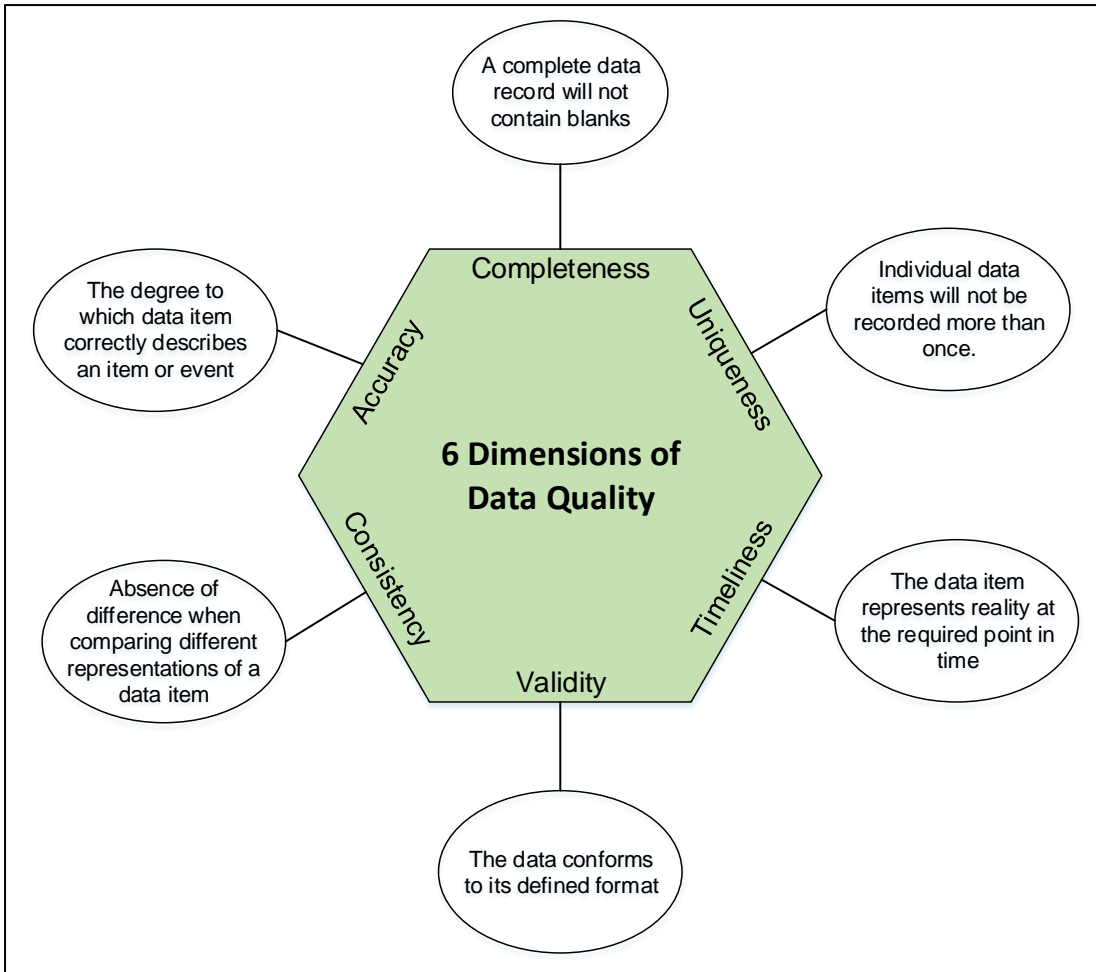 A complete data
record will not
contain blanks
Completeness
Individual data
items will not be
recorded more than
once.
Uniqueness
The degree to
which data item
correctly describes
an item or event
Accuracy
6 Dimensions of
Data Quality
Consistency
Absence of
difference when
comparing different
representations of a
data item
Timeliness
The data item
represents reality at
the required point in
time
Validity
The data conforms
to its defined format